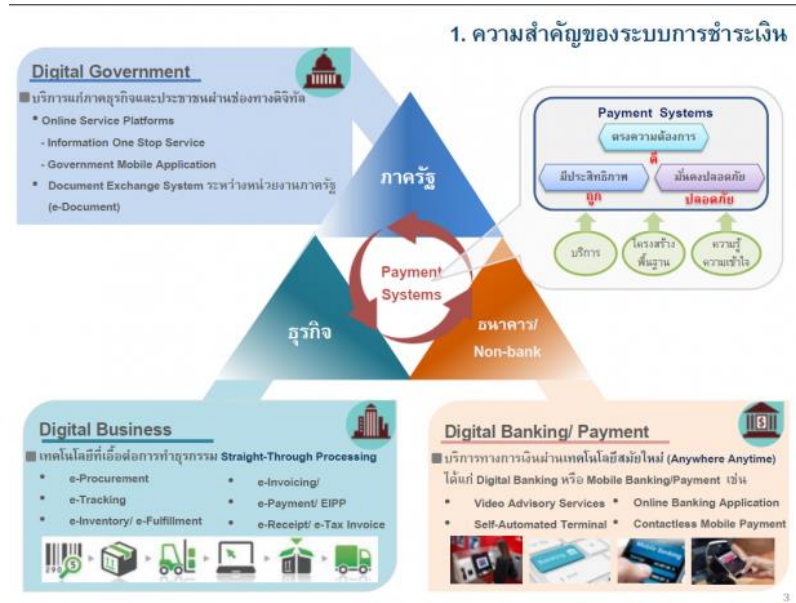 1. ความสำคัญของระบบการชำระเงิน
Digital Government
บริการแก่ภาคธุรกิจและประชาชนผ่านช่องทางดิจิทัล
• Online Service Platforms
- Information One Stop Service
- Government Mobile Application
• Document Exchange System ระหว่างหน่วยงานภาครัฐ
(e-Document)
ภาครัฐ
Payment
Systems
ธุรกิจ
ธนาคาร/
Non-bank
Payment Systems
ตรงความต้องการ
ดี
มีประสิทธิภาพ
ถูก
มั่นคงปลอดภัย
ปลอดภัย
บริการ
โครงสร้าง
พื้นฐาน
ความรู้
ความเข้าใจ
Digital Business
เทคโนโลยีที่เอื้อต่อการทำธุรกรรม Straight-Through Processing
• e-Procurement
• e-Tracking
• e-Inventory/ e-Fulfillment
• e-Invoicing/
• e-Payment/ EIPP
• e-Receipt/ e-Tax Invoice
290
Digital Banking/ Payment
บริการทางการเงินผ่านเทคโนโลยีสมัยใหม่ (Anywhere Anytime)
ได้แก่ Digital Banking หรือ Mobile Banking/Payment เช่น
• Video Advisory Services
• Self-Automated Terminal
• Online Banking Application
• Contactless Mobile Payment
Banking
Mobile Banking
3